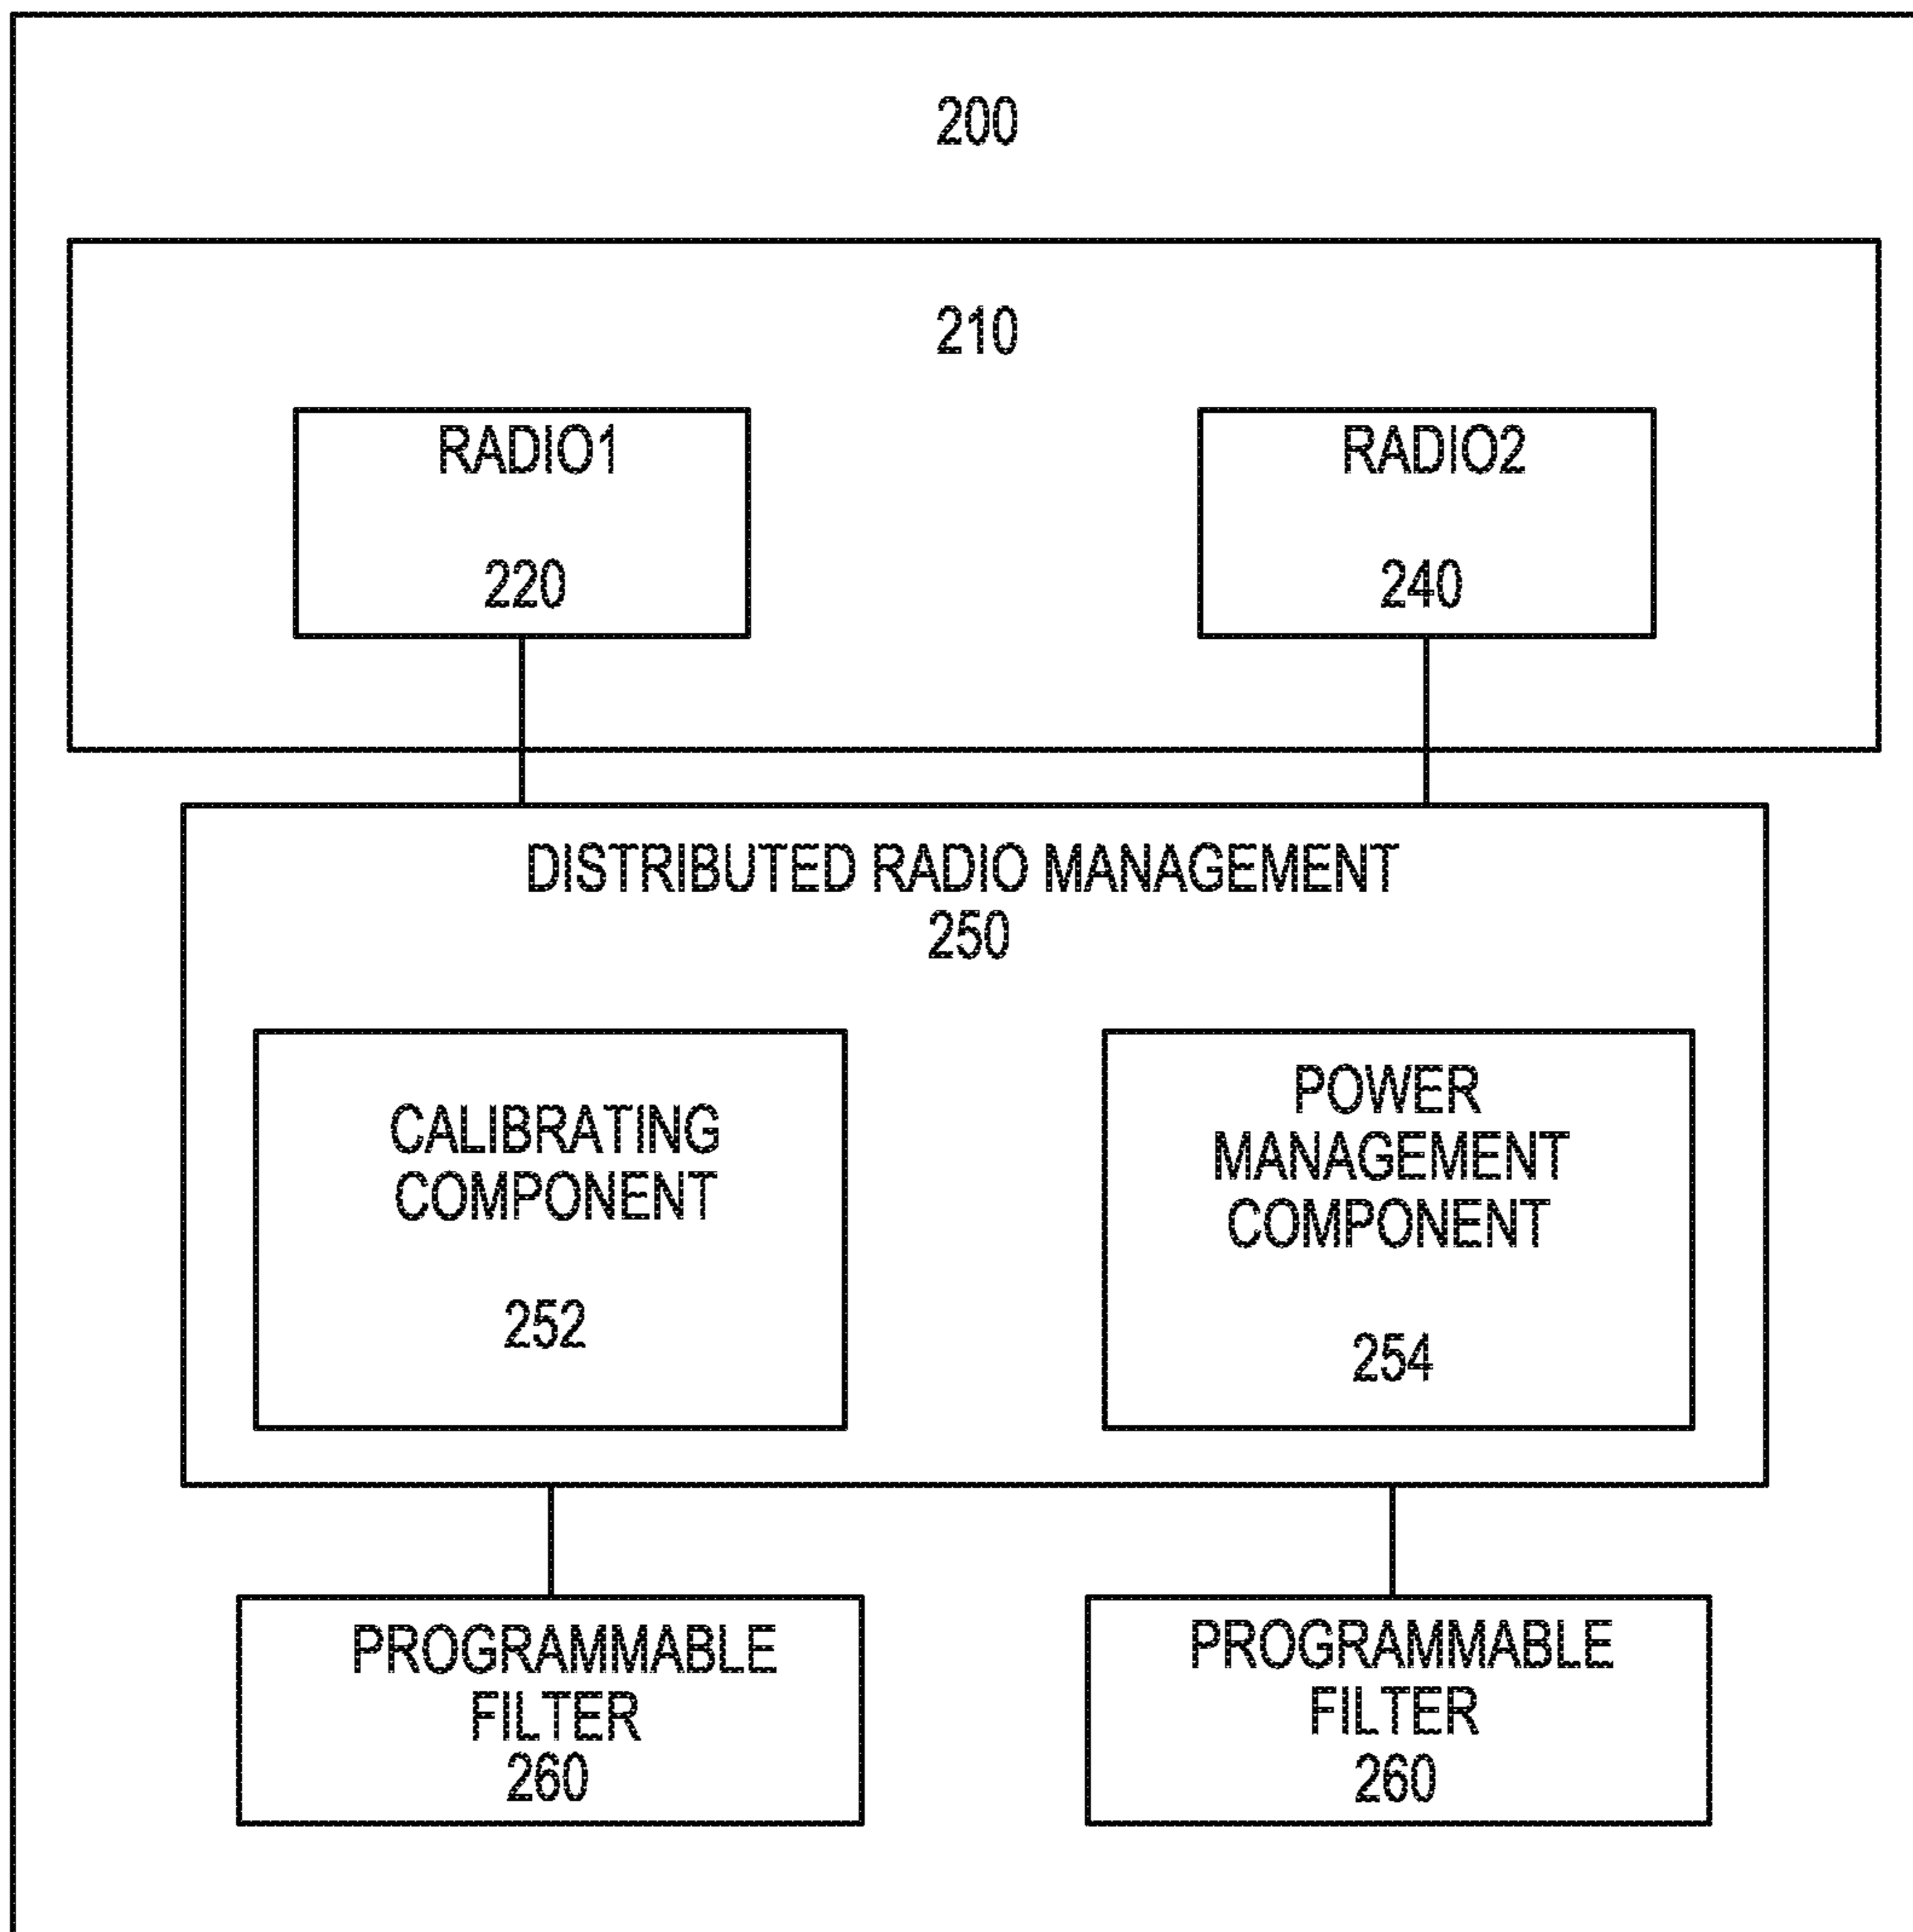 200
210
RADIO1
220
RADIO2
240
DISTRIBUTED RADIO MANAGEMENT
250
CALIBRATING
COMPONENT
252
POWER
MANAGEMENT
COMPONENT
254
PROGRAMMABLE
FILTER
260
PROGRAMMABLE
FILTER
260